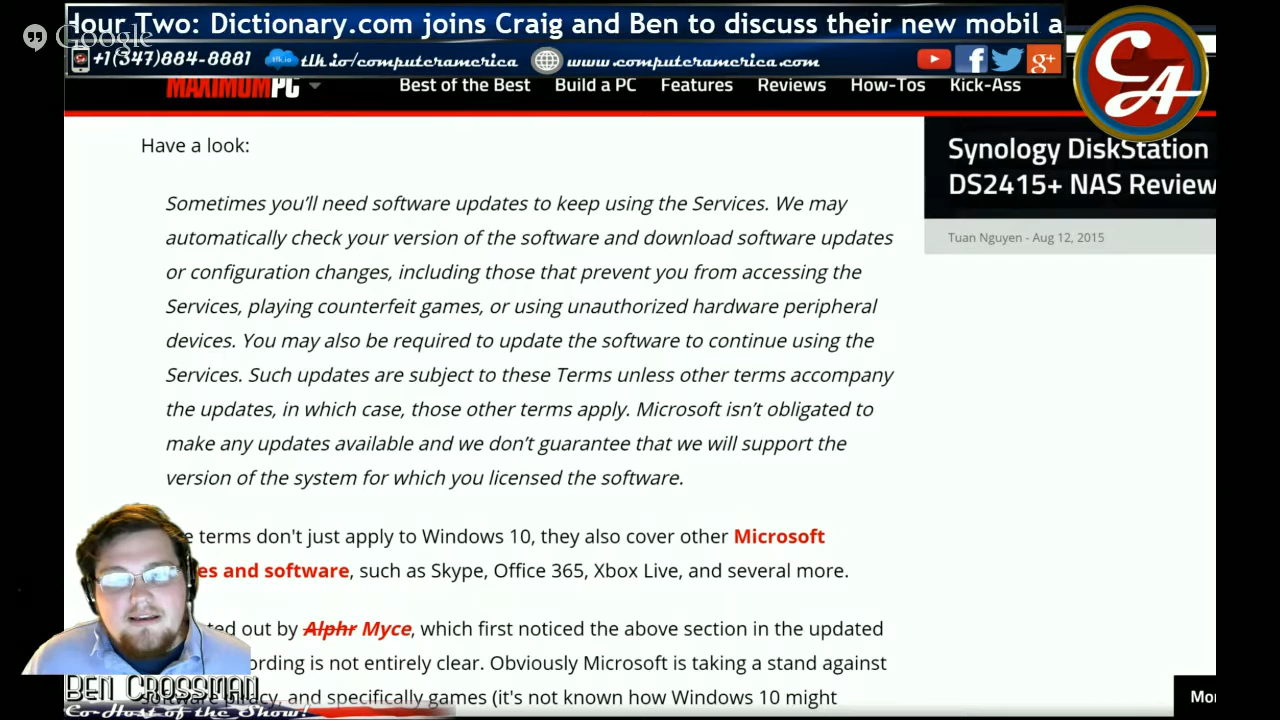 Hour Two: Dictionary.com joins Craig and Ben to discuss their new mobil a
Google
+1(347)884-8881 tlk.io/computeramerica www.computeramerica.com
CA
MAXIMUMPC Best of the Best Build a PC Features Reviews How-Tos Kick-Ass
Have a look:
Sometimes you'll need software updates to keep using the Services. We may
automatically check your version of the software and download software updates
or configuration changes, including those that prevent you from accessing the
Services, playing counterfeit games, or using unauthorized hardware peripheral
devices. You may also be required to update the software to continue using the
Services. Such updates are subject to these Terms unless other terms accompany
the updates, in which case, those other terms apply. Microsoft isn't obligated to
make any updates available and we don't guarantee that we will support the
version of the system for which you licensed the software.
Synology DiskStation
DS2415+ NAS Review
Tuan Nguyen - Aug 12, 2015
terms don't just apply to Windows 10, they also cover other Microsoft
and software, such as Skype, Office 365, Xbox Live, and several more.
out by Alphr Myce, which first noticed the above section in the updated
is not entirely clear. Obviously Microsoft is taking a stand against
and specifically games (it's not known how Windows 10 might
Ben Crossman
Co-Host of the Show!